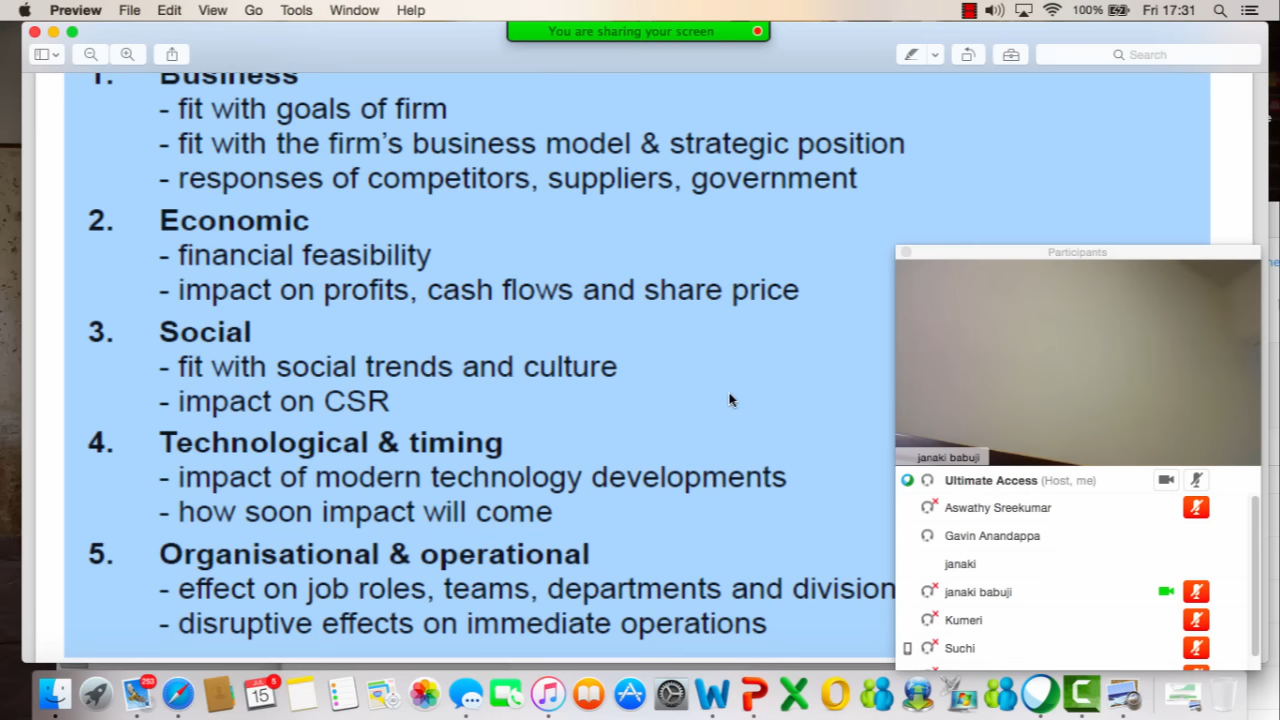 Preview File Edit View Go Tools Window Help 100% Fri 17:31
You are sharing your screen
Search
1. Business
- fit with goals of firm
- fit with the firm's business model & strategic position
- responses of competitors, suppliers, government
2. Economic
- financial feasibility
- impact on profits, cash flows and share price
3. Social
- fit with social trends and culture
- impact on CSR
4. Technological & timing
- impact of modern technology developments
- how soon impact will come
5. Organisational & operational
- effect on job roles, teams, departments and division
- disruptive effects on immediate operations
Participants
janaki babuji
Ultimate Access (Host, me)
Aswathy Sreekumar
Gavin Anandappa
janaki
janaki babuji
Kumeri
Suchi
293
15